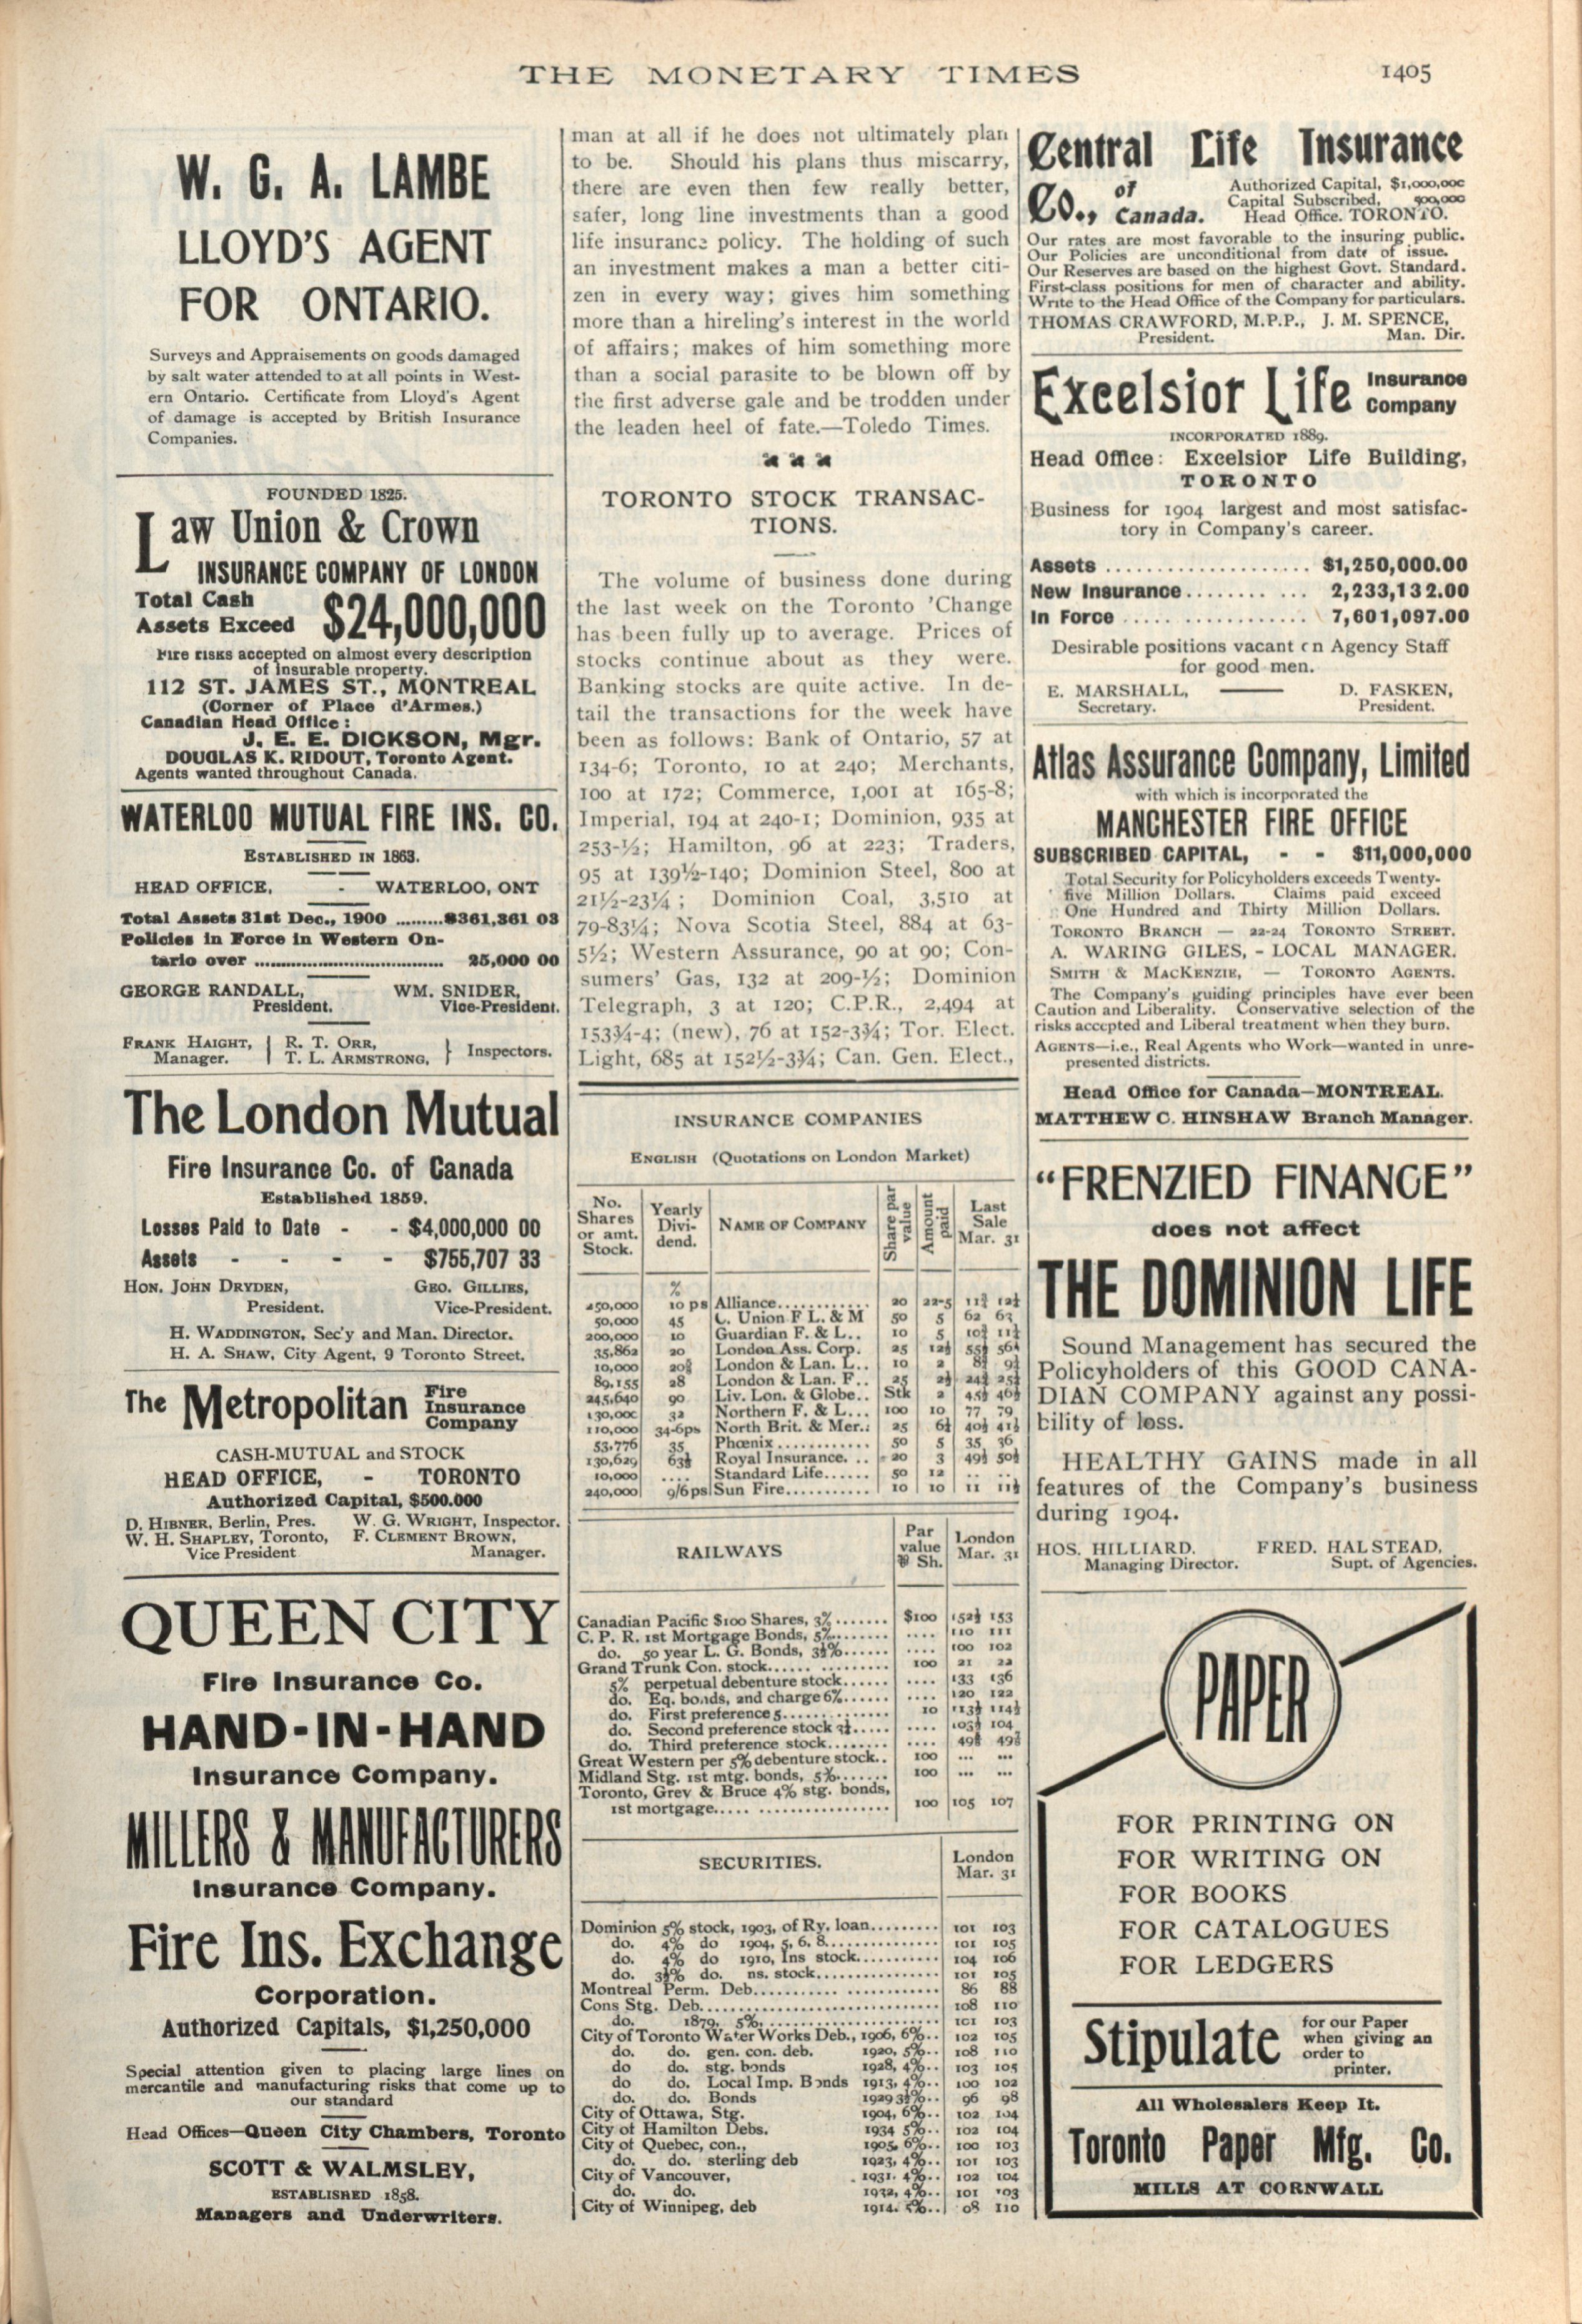 THE MONETARY TIMES
1405
W. G. A. LAMBE
LLOYD'S AGENT
FOR ONTARIO.
Surveys and Appraisements on goods damaged
by salt water attended to at all points in West-
ern Ontario. Certificate from Lloyd's Agent
of damage is accepted by British Insurance
Companies.
FOUNDED 1825.
Law Union & Crown
INSURANCE COMPANY OF LONDON
Total Cash
Assets Exceed $24,000,000
Fire risks accepted on almost every description
of insurable property.
112 ST. JAMES ST., MONTREAL
(Corner of Place d'Armes.)
Canadian Head Office:
J. E. E. DICKSON, Mgr.
DOUGLAS K. RIDOUT, Toronto Agent.
Agents wanted throughout Canada.
WATERLOO MUTUAL FIRE INS. CO.
ESTABLISHED IN 1863.
HEAD OFFICE, - WATERLOO, ONT
Total Assets 31st Dec., 1900 .........$361,361 03
Policies in Force in Western On-
tario over .................................... 25,000 00
GEORGE RANDALL, WM. SNIDER,
President. Vice-President.
FRANK HAIGHT, R. T. ORR,
Manager. T. L. ARMSTRONG, Inspectors.
The London Mutual
Fire Insurance Co. of Canada
Established 1859.
Losses Paid to Date - - $4,000,000 00
Assets - - - - $755,707 33
HON. JOHN DRYDEN, GEO. GILLIES,
President. Vice-President.
H. WADDINGTON, Sec'y and Man. Director.
H. A. SHAW, City Agent, 9 Toronto Street.
The Metropolitan Fire Insurance Company
CASH-MUTUAL and STOCK
HEAD OFFICE, - TORONTO
Authorized Capital, $500.000
D. HIBNER, Berlin, Pres. W. G. WRIGHT, Inspector.
W. H. SHAPLEY, Toronto, F. CLEMENT BROWN,
Vice President Manager.
QUEEN CITY
Fire Insurance Co.
HAND-IN-HAND
Insurance Company.
MILLERS & MANUFACTURERS
Insurance Company.
Fire Ins. Exchange
Corporation.
Authorized Capitals, $1,250,000
Special attention given to placing large lines on
mercantile and manufacturing risks that come up to
our standard
Head Offices—Queen City Chambers, Toronto
SCOTT & WALMSLEY,
ESTABLISHED 1858.
Managers and Underwriters.
man at all if he does not ultimately plan
to be. Should his plans thus miscarry,
there are even then few really better,
safer, long line investments than a good
life insurance policy. The holding of such
an investment makes a man a better citi-
zen in every way; gives him something
more than a hireling's interest in the world
of affairs; makes of him something more
than a social parasite to be blown off by
the first adverse gale and be trodden under
the leaden heel of fate.—Toledo Times.
TORONTO STOCK TRANSAC-
TIONS.
The volume of business done during
the last week on the Toronto 'Change
has been fully up to average. Prices of
stocks continue about as they were.
Banking stocks are quite active. In de-
tail the transactions for the week have
been as follows: Bank of Ontario, 57 at
134-6; Toronto, 10 at 240; Merchants,
100 at 172; Commerce, 1,001 at 165-8;
Imperial, 194 at 240-1; Dominion, 935 at
253-½; Hamilton, 96 at 223; Traders,
95 at 139½-140; Dominion Steel, 800 at
21½-23¼; Dominion Coal, 3,510 at
79-83¼; Nova Scotia Steel, 884 at 63-
5½; Western Assurance, 90 at 90; Con-
sumers' Gas, 132 at 209-½; Dominion
Telegraph, 3 at 120; C.P.R., 2,494 at
153¾-4; (new), 76 at 152-3¾; Tor. Elect.
Light, 685 at 152½-3¾; Can. Gen. Elect.,
INSURANCE COMPANIES
ENGLISH (Quotations on London Market)
No. Shares or amt. Stock. Yearly Dividend. NAME OF COMPANY Share par value Amount paid Last Sale Mar. 31
%
250,000 10 ps Alliance............ 20 22-5
50,000 45 C. Union F L. & M 50 5 62 63
200,000 10 Guardian F. & L.. 10 5
35,862 20 London Ass. Corp. 25 12½
10,000 London & Lan. L.. 10 2
89,155 28 London & Lan. F.. 25
245,640 90 Liv. Lon. & Globe.. Stk 2
130,000 32 Northern F. & L... 100 10 77 79
110,000 34-6ps North Brit. & Mer.. 25
53,776 35 Phœnix............ 50 5 35 36
130,629 Royal Insurance... 20 3
10,000 .... Standard Life...... 50 12 .. ..
240,000 9/6ps Sun Fire........... 10 10 11
RAILWAYS Par value ℔ Sh. London Mar. 31
Canadian Pacific $100 Shares, 3%....... $100 152½ 153
C. P. R. 1st Mortgage Bonds, 5%........ .... 110 111
do. 50 year L. G. Bonds, 3½%...... .... 100 102
Grand Trunk Con. stock............... 100 21 22
5% perpetual debenture stock...... .... 133 136
do. Eq. bonds, 2nd charge 6%...... .... 120 122
do. First preference 5............. 10
do. Second preference stock ..... .... 104
do. Third preference stock........ ....
Great Western per 5% debenture stock.. 100 ... ...
Midland Stg. 1st mtg. bonds, 5%....... 100 ... ...
Toronto, Grey & Bruce 4% stg. bonds,
1st mortgage..................... 100 105 107
SECURITIES. London Mar. 31
Dominion 5% stock, 1903, of Ry. loan......... 101 103
do. 4% do 1904, 5, 6, 8............... 101 105
do. 4% do 1910, Ins stock........... 104 106
do. 3½% do. ns. stock............... 101 105
Montreal Perm. Deb........... ............ 86 88
Cons Stg. Deb............................... 108 110
do. 1879, 5%,........................ 101 103
City of Toronto Water Works Deb., 1906, 6%.. 102 105
do. do. gen. con. deb. 1920, 5%.. 108 110
do do. stg. bonds 1928, 4%.. 103 105
do do. Local Imp. Bonds 1913, 4%.. 100 102
do. do. Bonds 1929 3½%.. 96 98
City of Ottawa, Stg. 1904, 6%.. 102 104
City of Hamilton Debs. 1934 5%.. 102 104
City of Quebec, con., 1905, 6%.. 100 103
do. do. sterling deb 1923, 4%.. 101 103
City of Vancouver, 1931. 4%.. 102 104
do. do. 1932, 4%.. 101 103
City of Winnipeg, deb 1914. 5%.. 08 110
Central Life Insurance
Co., of Canada.
Authorized Capital, $1,000,000
Capital Subscribed, 500,000
Head Office. TORONTO.
Our rates are most favorable to the insuring public.
Our Policies are unconditional from date of issue.
Our Reserves are based on the highest Govt. Standard.
First-class positions for men of character and ability.
Write to the Head Office of the Company for particulars.
THOMAS CRAWFORD, M.P.P., J. M. SPENCE,
President. Man. Dir.
Excelsior Life Insurance Company
INCORPORATED 1889.
Head Office: Excelsior Life Building,
TORONTO
Business for 1904 largest and most satisfac-
tory in Company's career.
Assets ..................... $1,250,000.00
New Insurance........ ... 2,233,132.00
In Force ..... ............. 7,601,097.00
Desirable positions vacant on Agency Staff
for good men.
E. MARSHALL, D. FASKEN,
Secretary. President.
Atlas Assurance Company, Limited
with which is incorporated the
MANCHESTER FIRE OFFICE
SUBSCRIBED CAPITAL, - - $11,000,000
Total Security for Policyholders exceeds Twenty-
five Million Dollars. Claims paid exceed
One Hundred and Thirty Million Dollars.
TORONTO BRANCH — 22-24 TORONTO STREET.
A. WARING GILES, - LOCAL MANAGER.
SMITH & MACKENZIE, — TORONTO AGENTS.
The Company's guiding principles have ever been
Caution and Liberality. Conservative selection of the
risks accepted and Liberal treatment when they burn.
AGENTS—i.e., Real Agents who Work—wanted in unre-
presented districts.
Head Office for Canada—MONTREAL.
MATTHEW C. HINSHAW Branch Manager.
"FRENZIED FINANCE"
does not affect
THE DOMINION LIFE
Sound Management has secured the
Policyholders of this GOOD CANA-
DIAN COMPANY against any possi-
bility of loss.
HEALTHY GAINS made in all
features of the Company's business
during 1904.
HOS. HILLIARD. FRED. HALSTEAD,
Managing Director. Supt. of Agencies.
PAPER
FOR PRINTING ON
FOR WRITING ON
FOR BOOKS
FOR CATALOGUES
FOR LEDGERS
Stipulate for our Paper
when giving an
order to
printer.
All Wholesalers Keep It.
Toronto Paper Mfg. Co.
MILLS AT CORNWALL